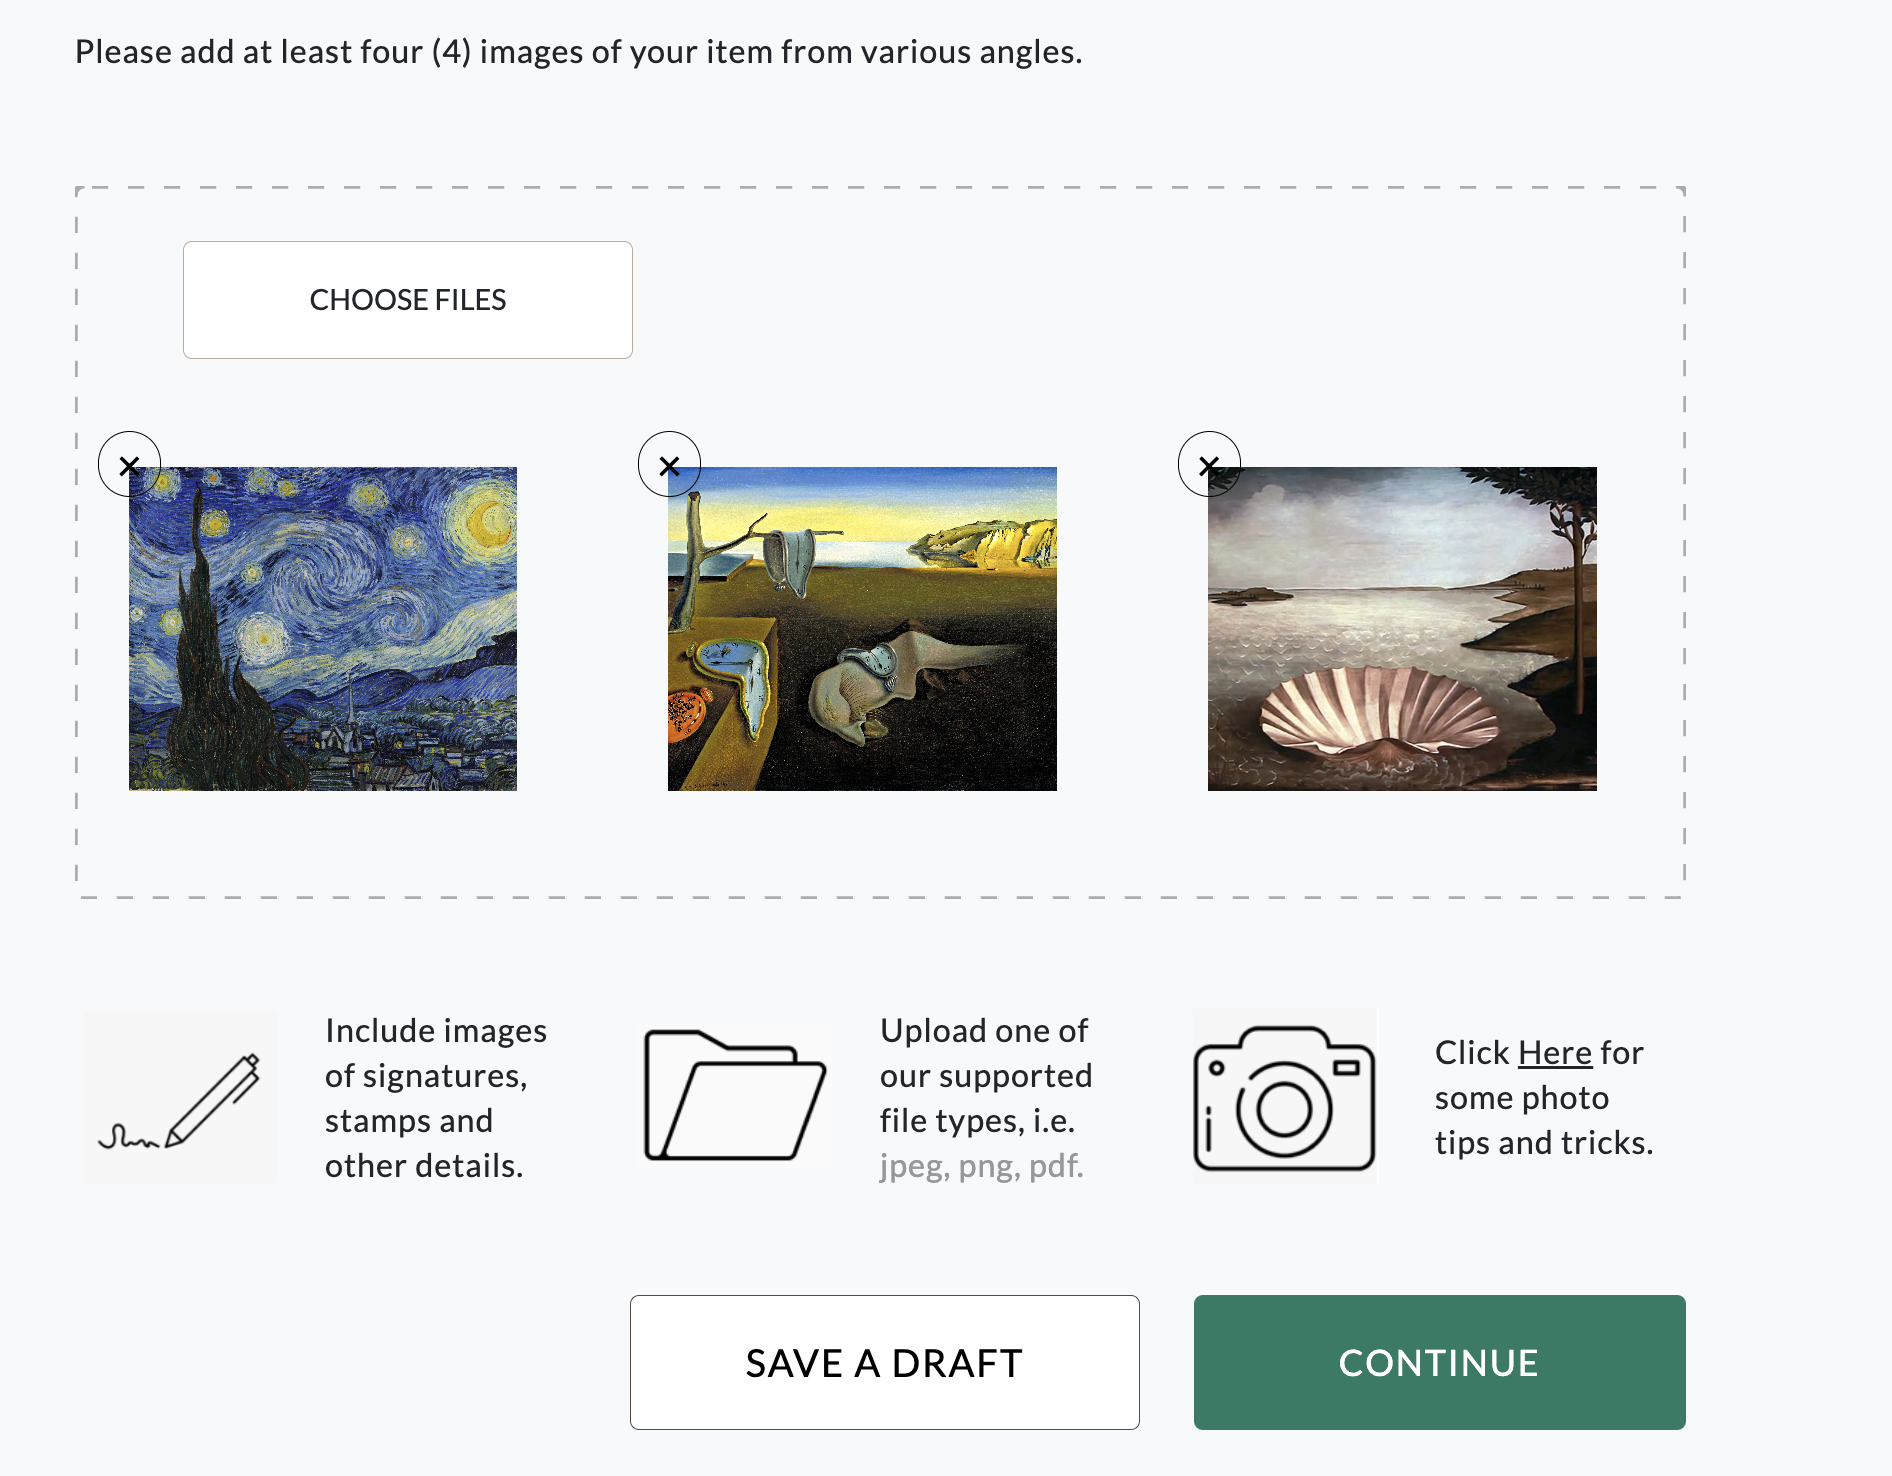 Please add at least four (4) images of your item from various angles.
CHOOSE FILES
Include images
of signatures,
stamps and
other details.
Upload one of
our supported
file types, i.e.
jpeg, png, pdf.
Click Here for
some photo
tips and tricks.
SAVE A DRAFT
CONTINUE